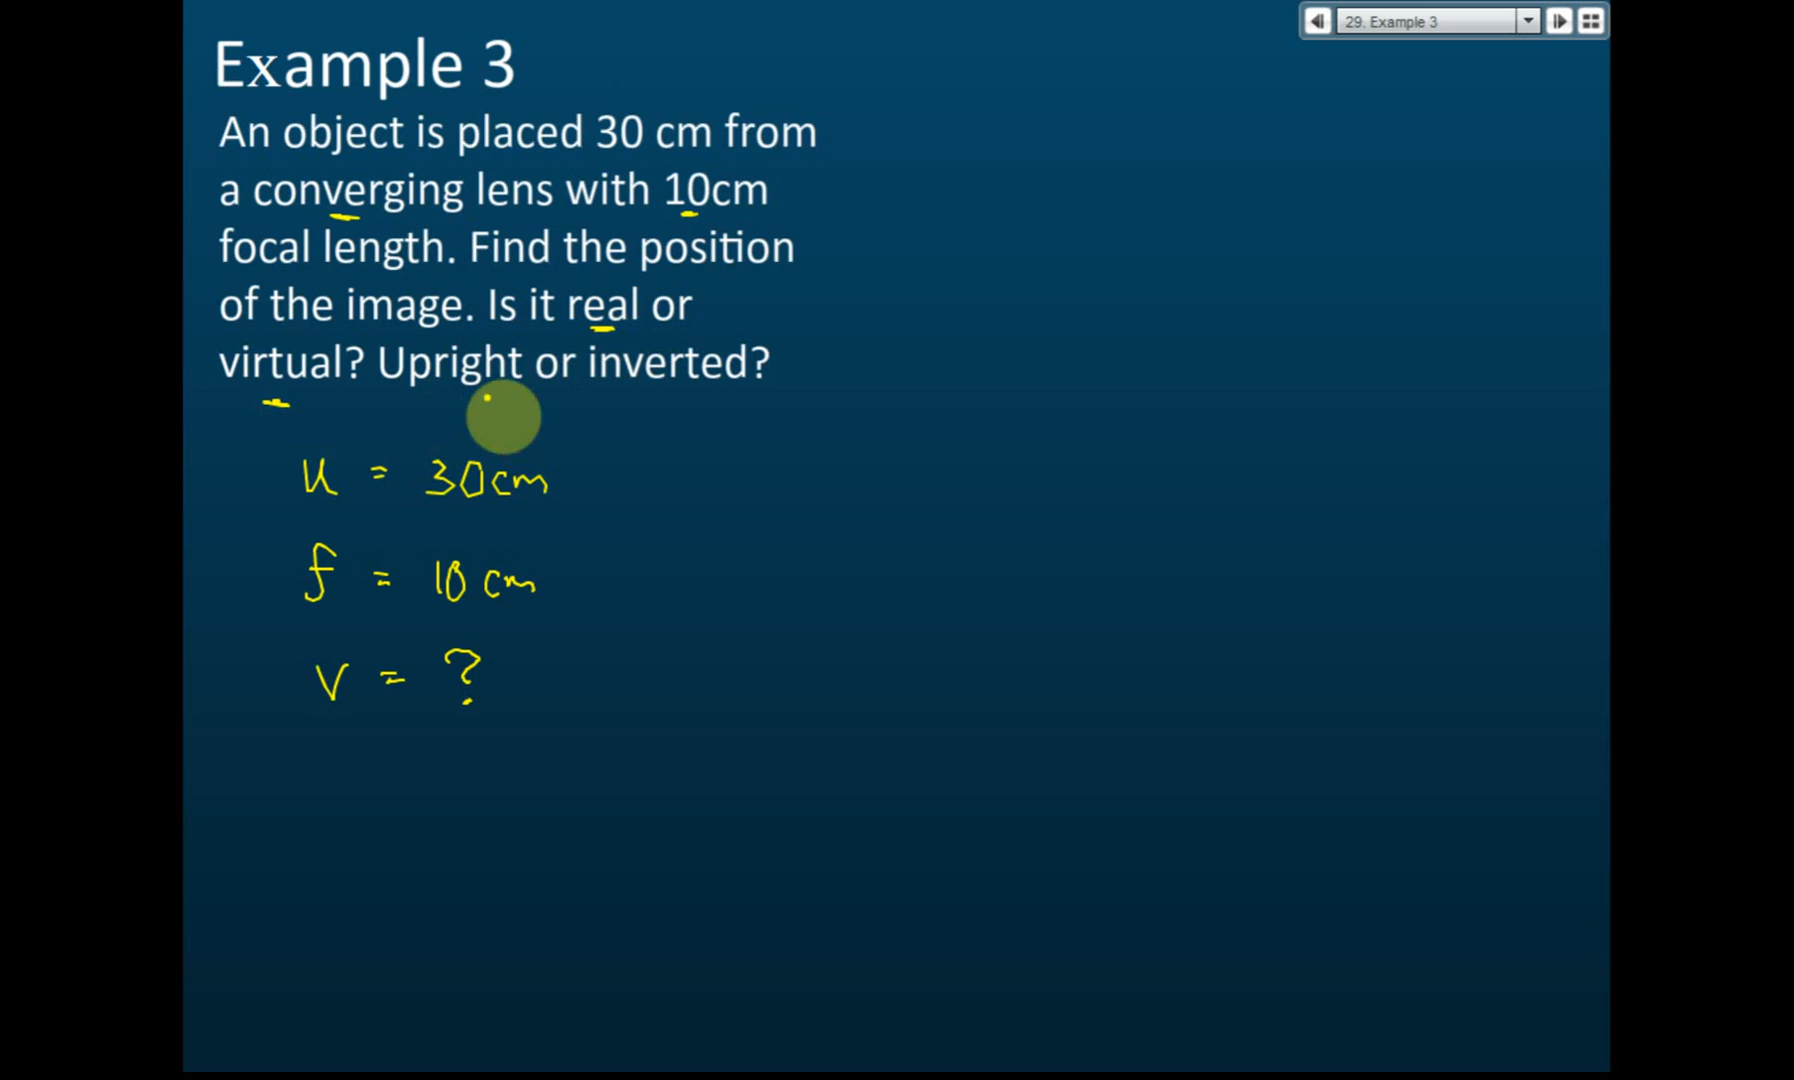 29. Example 3
Example 3
An object is placed 30 cm from
a converging lens with 10cm
focal length. Find the position
of the image. Is it real or
virtual? Upright or inverted?
u = 30cm
f = 10 cm
v = ?